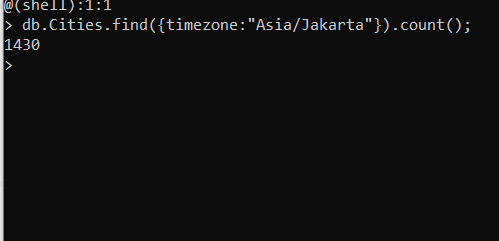 @(shell):1:1
> db.Cities.find({timezone:"Asia/Jakarta"}).count();
1430
>